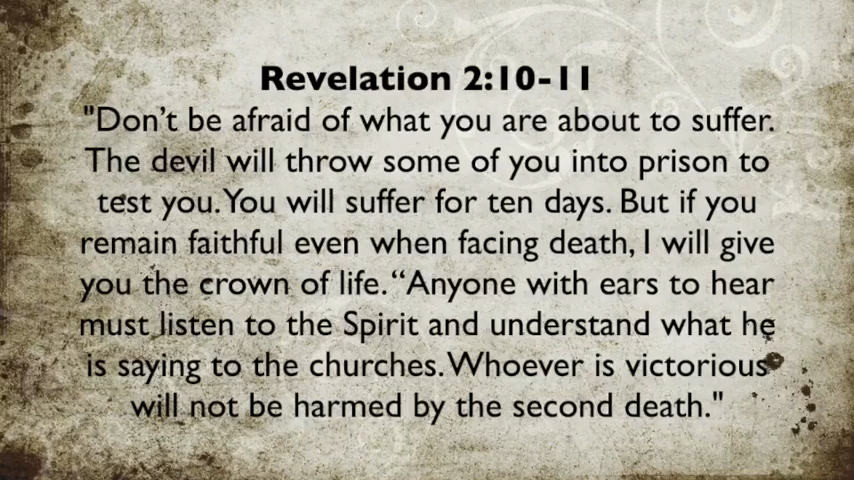 Revelation 2:10-11
"Don’t be afraid of what you are about to suffer.
The devil will throw some of you into prison to
test you. You will suffer for ten days. But if you
remain faithful even when facing death, I will give
you the crown of life. “Anyone with ears to hear
must listen to the Spirit and understand what he
is saying to the churches. Whoever is victorious
will not be harmed by the second death."